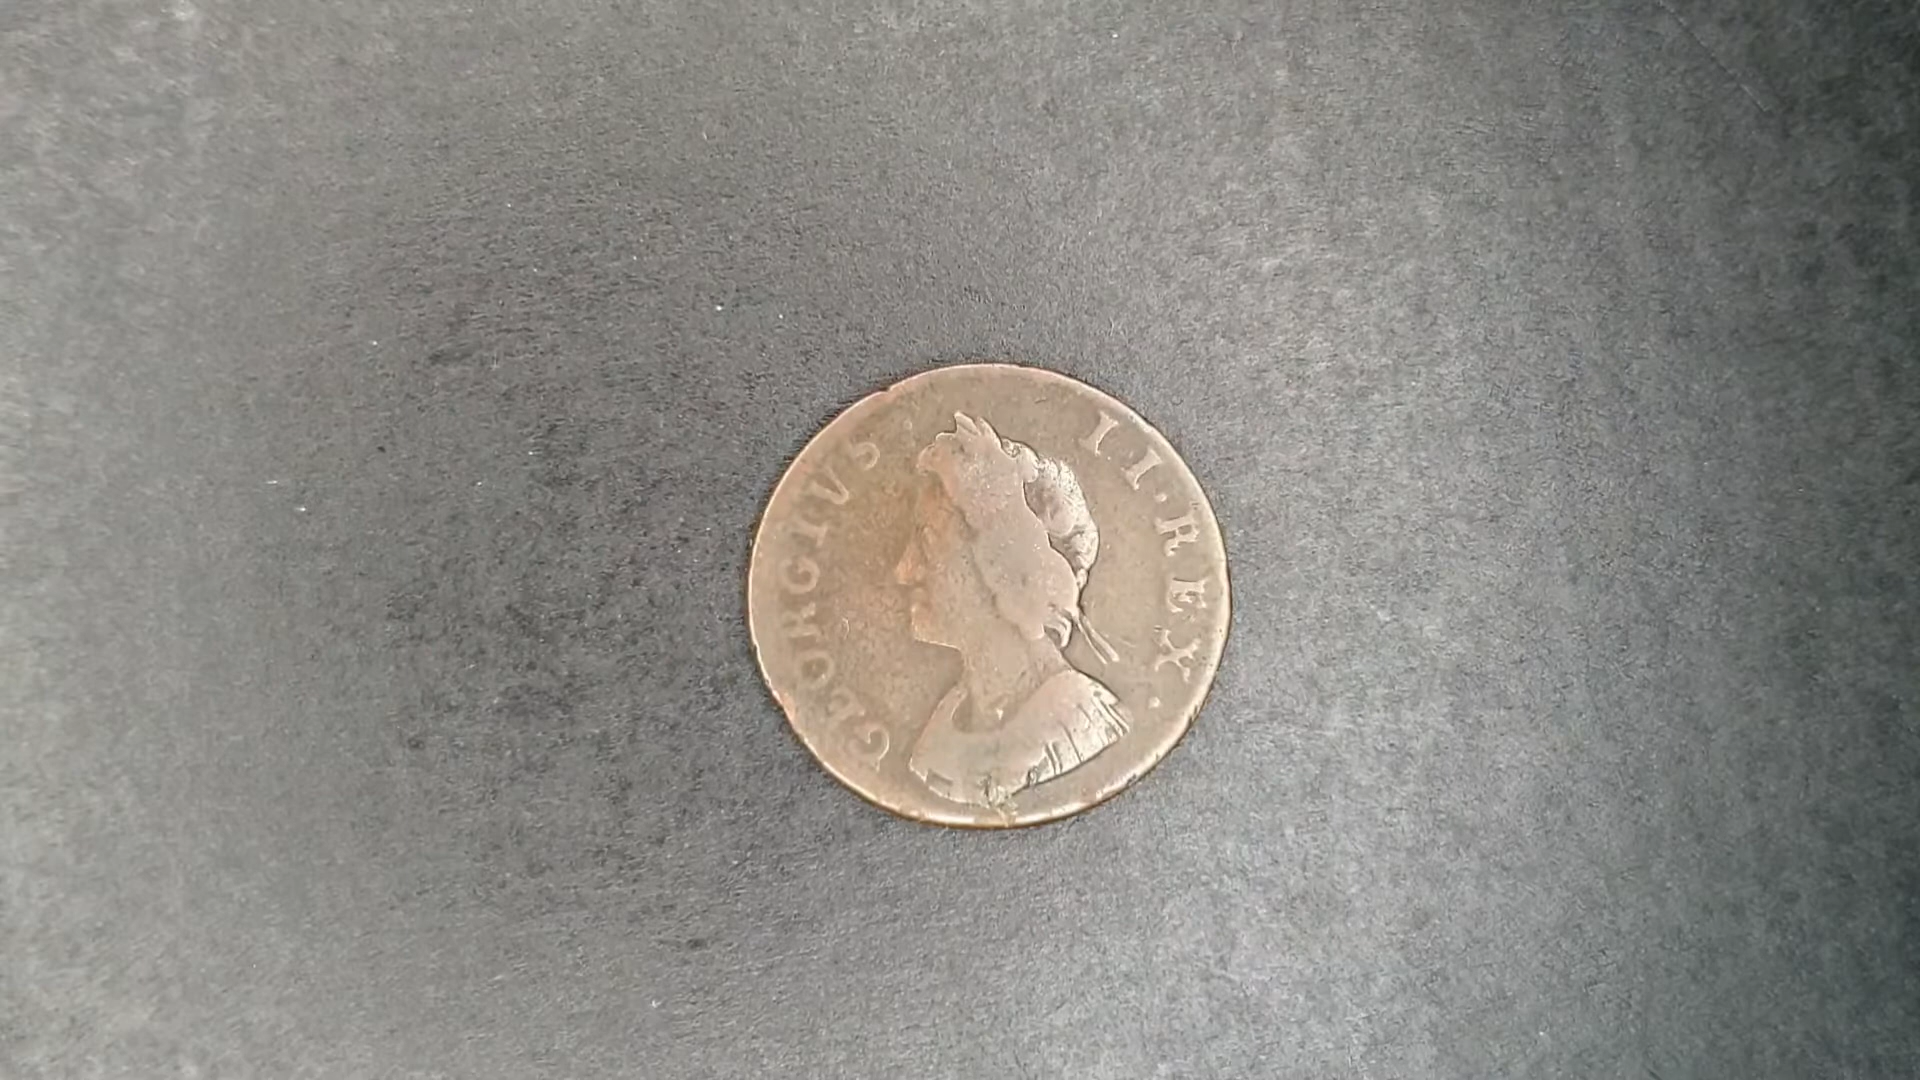 GEORGIVS · II · REX ·